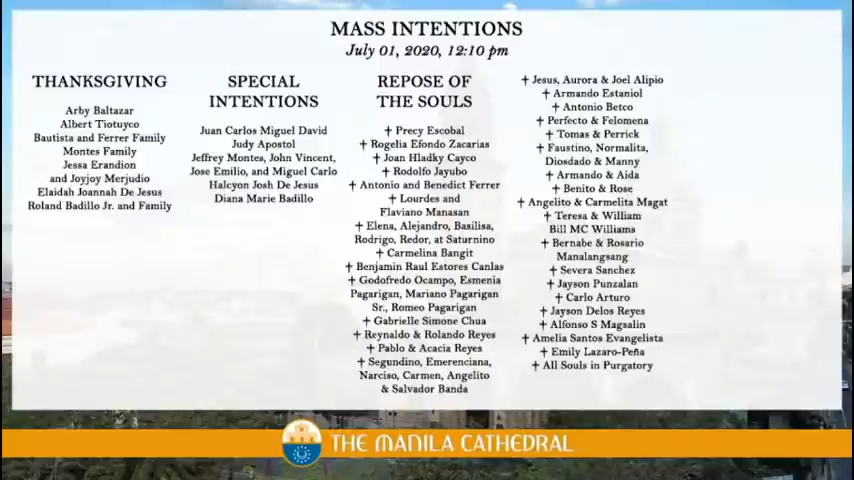 MASS INTENTIONS
July 01, 2020, 12:10 pm
THANKSGIVING
Arby Baltazar
Albert Tiotuyco
Bautista and Ferrer Family
Montes Family
Jessa Erandion
and Joyjoy Merjudio
Elaidah Joannah De Jesus
Roland Badillo Jr. and Family
SPECIAL
INTENTIONS
Juan Carlos Miguel David
Judy Apostol
Jeffrey Montes, John Vincent,
Jose Emilio, and Miguel Carlo
Halcyon Josh De Jesus
Diana Marie Badillo
REPOSE OF
THE SOULS
✝ Precy Escobal
✝ Rogelia Efondo Zacarias
✝ Joan Hladky Cayco
✝ Rodolfo Jayubo
✝ Antonio and Benedict Ferrer
✝ Lourdes and
Flaviano Manasan
✝ Elena, Alejandro, Basilisa,
Rodrigo, Redor, at Saturnino
✝ Carmelina Bangit
✝ Benjamin Raul Estores Canlas
✝ Godofredo Ocampo, Esmenia
Pagarigan, Mariano Pagarigan
Sr., Romeo Pagarigan
✝ Gabrielle Simone Chua
✝ Reynaldo & Rolando Reyes
✝ Pablo & Acacia Reyes
✝ Segundino, Emerenciana,
Narciso, Carmen, Angelito
& Salvador Banda
✝ Jesus, Aurora & Joel Alipio
✝ Armando Estaniol
✝ Antonio Betco
✝ Perfecto & Felomena
✝ Tomas & Perrick
✝ Faustino, Normalita,
Diosdado & Manny
✝ Armando & Aida
✝ Benito & Rose
✝ Angelito & Carmelita Magat
✝ Teresa & William
Bill MC Williams
✝ Bernabe & Rosario
Manalangsang
✝ Severa Sanchez
✝ Jayson Punzalan
✝ Carlo Arturo
✝ Jayson Delos Reyes
✝ Alfonso S Magsalin
✝ Amelia Santos Evangelista
✝ Emily Lazaro-Peña
✝ All Souls in Purgatory
THE MANILA CATHEDRAL